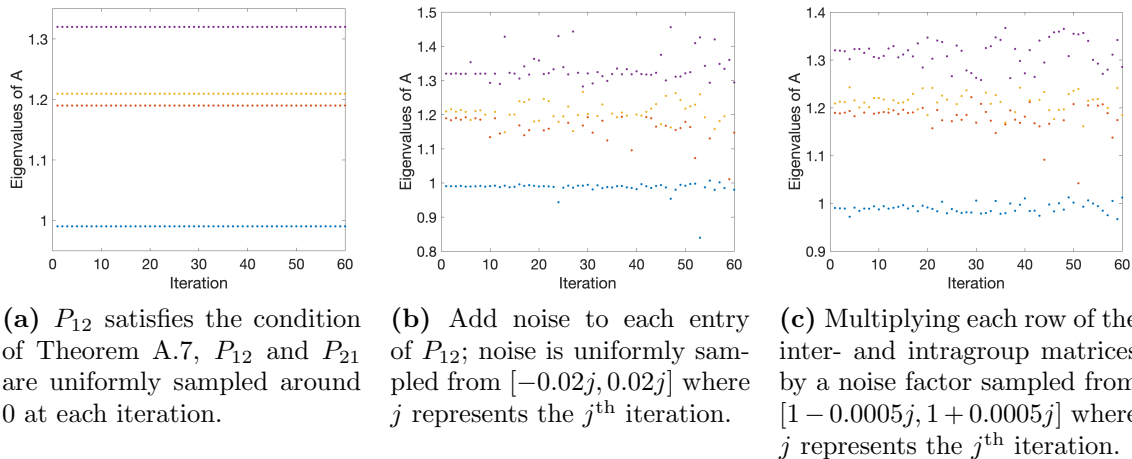 1.3
1.2
1.1
1
0
10
20
30
40
50
60
Eigenvalues of A
Iteration
1.5
1.4
1.3
1.2
1.1
1
0.9
0.8
0
10
20
30
40
50
60
Eigenvalues of A
Iteration
1.4
1.3
1.2
1.1
1
0.9
0
10
20
30
40
50
60
Eigenvalues of A
Iteration
(a) P12 satisfies the condition
of Theorem A.7, P12 and P21
are uniformly sampled around
0 at each iteration.
(b) Add noise to each entry
of P12; noise is uniformly sam-
pled from [−0.02j, 0.02j] where
j represents the jth iteration.
(c) Multiplying each row of the
inter- and intragroup matrices
by a noise factor sampled from
[1−0.0005j, 1+0.0005j] where
j represents the jth iteration.